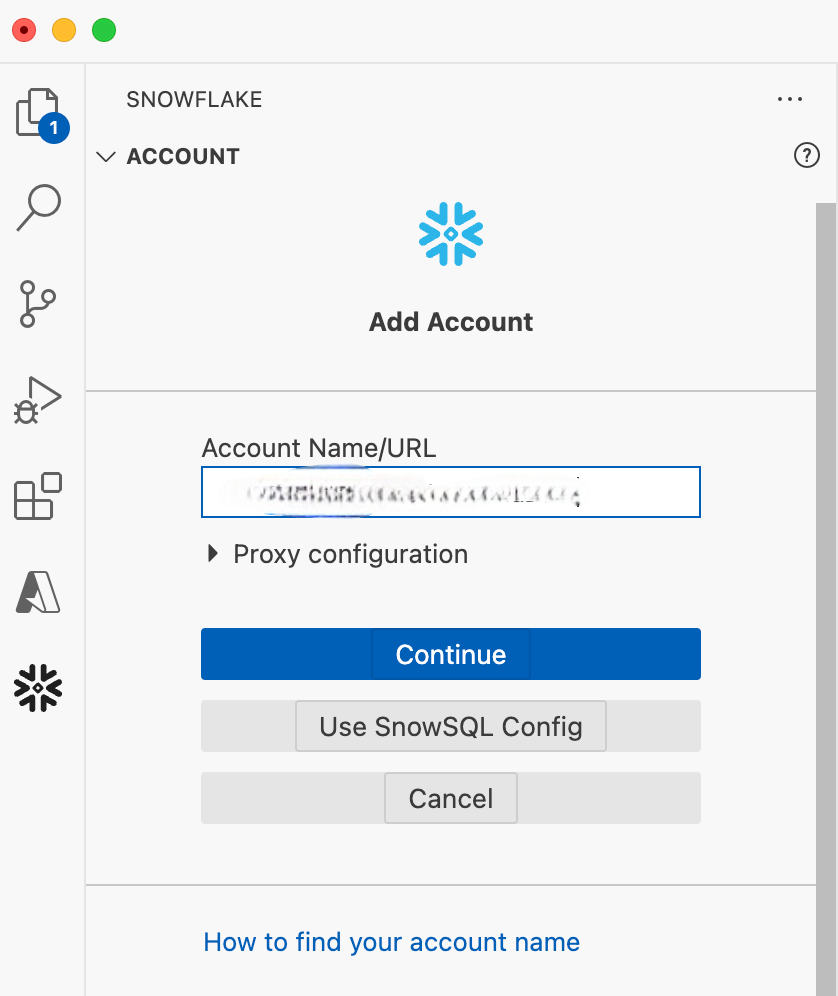 SNOWFLAKE
...
1
ACCOUNT
?
Add Account
Account Name/URL
Proxy configuration
Continue
Use SnowSQL Config
Cancel
How to find your account name